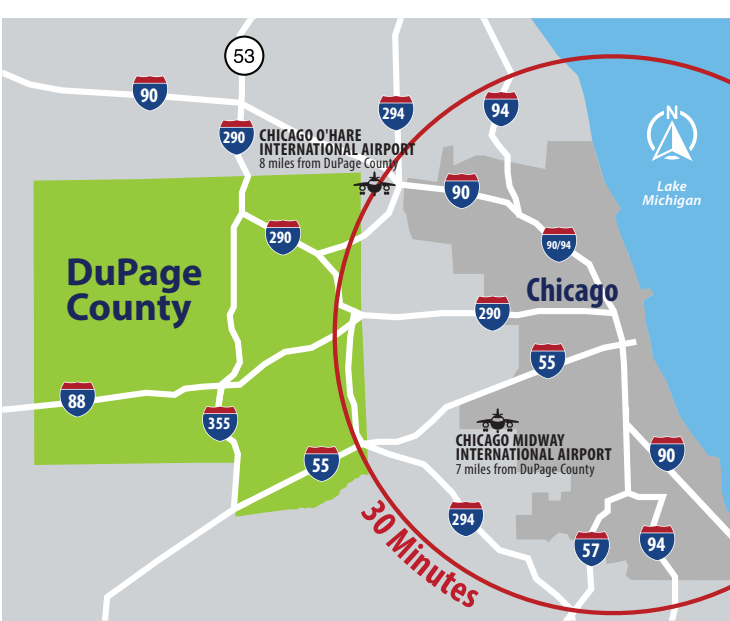 53
90
294
94
290
CHICAGO O'HARE
INTERNATIONAL AIRPORT
8 miles from DuPage County
N
Lake
Michigan
90
290
90/94
DuPage
County
Chicago
290
55
88
355
CHICAGO MIDWAY
INTERNATIONAL AIRPORT
7 miles from DuPage County
55
90
294
30 Minutes
57
94